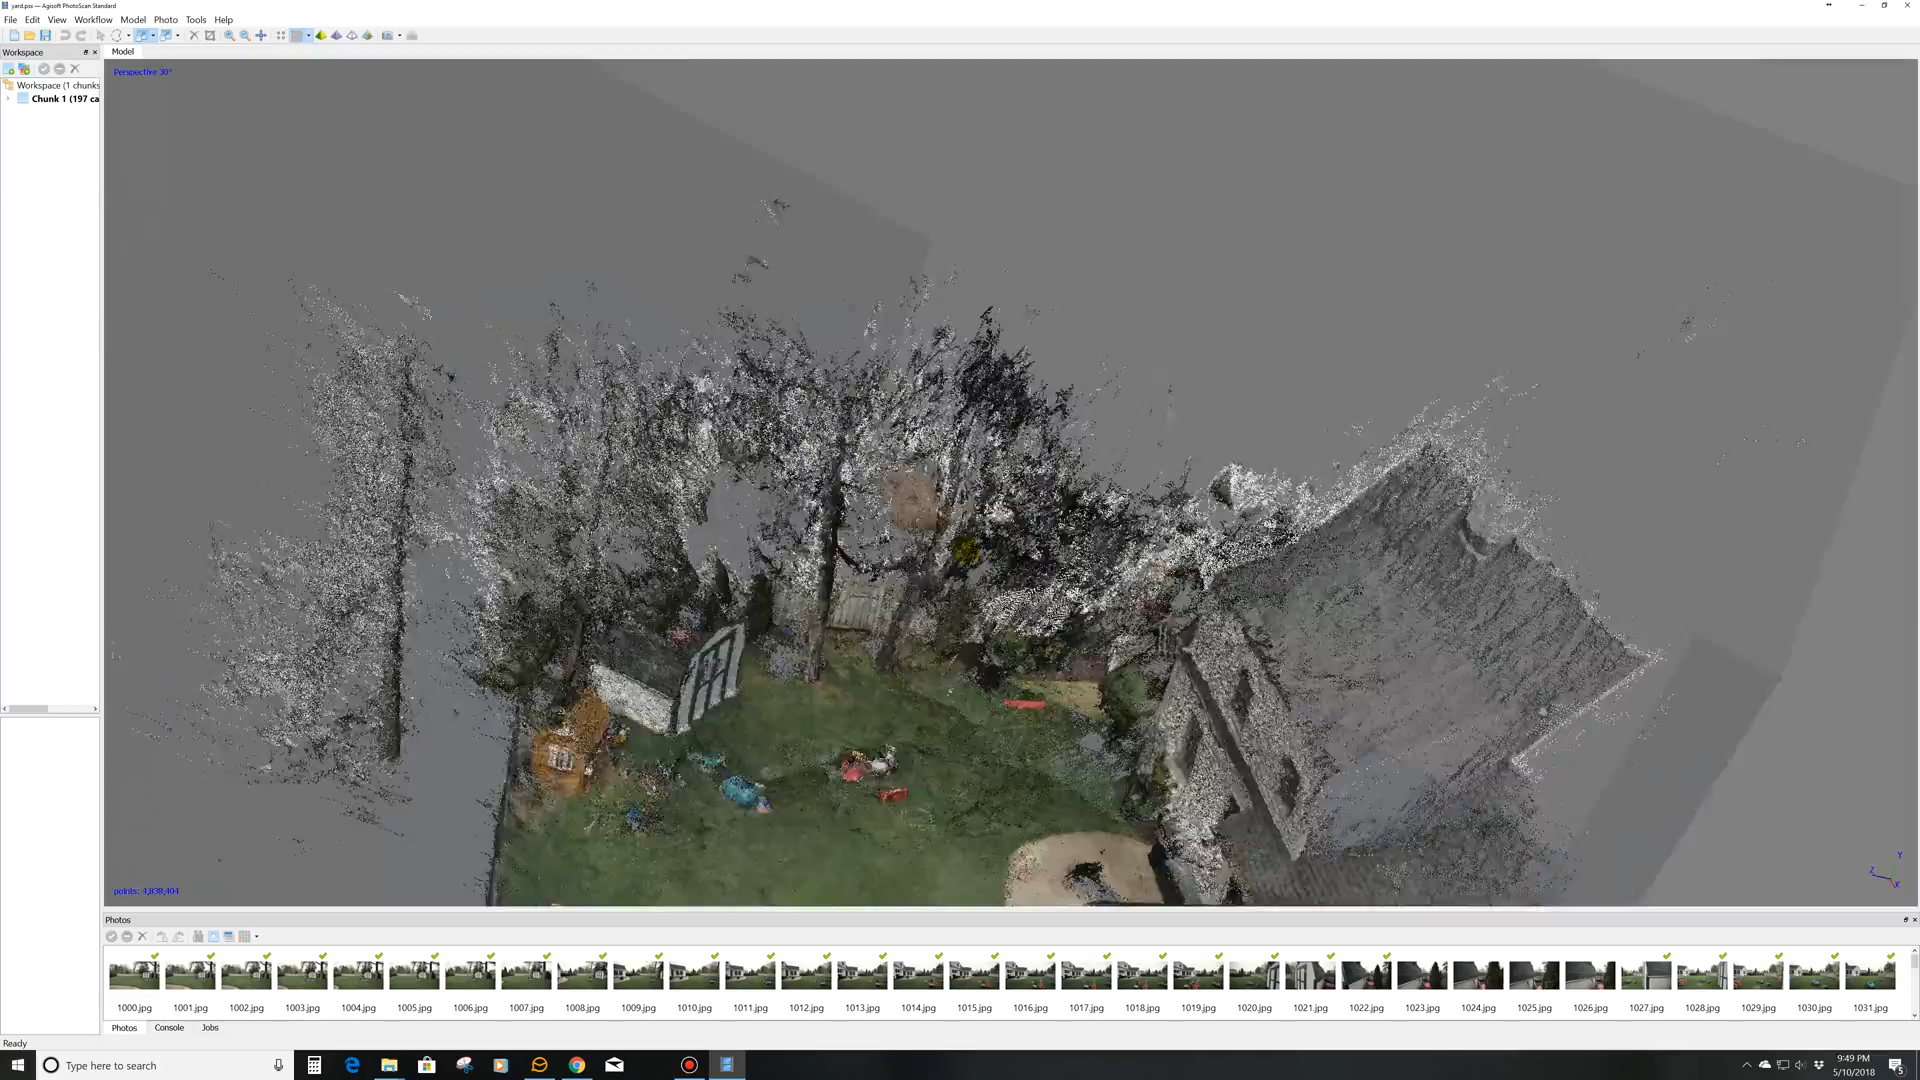 yard.psx — Agisoft PhotoScan Standard
File Edit View Workflow Model Photo Tools Help
Workspace
Model
Perspective 30°
Workspace (1 chunks
Chunk 1 (197 ca
points: 4,838,404
Y
Z
X
Photos
1000.jpg 1001.jpg 1002.jpg 1003.jpg 1004.jpg 1005.jpg 1006.jpg 1007.jpg 1008.jpg 1009.jpg 1010.jpg 1011.jpg 1012.jpg 1013.jpg 1014.jpg 1015.jpg 1016.jpg 1017.jpg 1018.jpg 1019.jpg 1020.jpg 1021.jpg 1022.jpg 1023.jpg 1024.jpg 1025.jpg 1026.jpg 1027.jpg 1028.jpg 1029.jpg 1030.jpg 1031.jpg
Photos Console Jobs
Ready
Type here to search
9:49 PM
5/10/2018
5